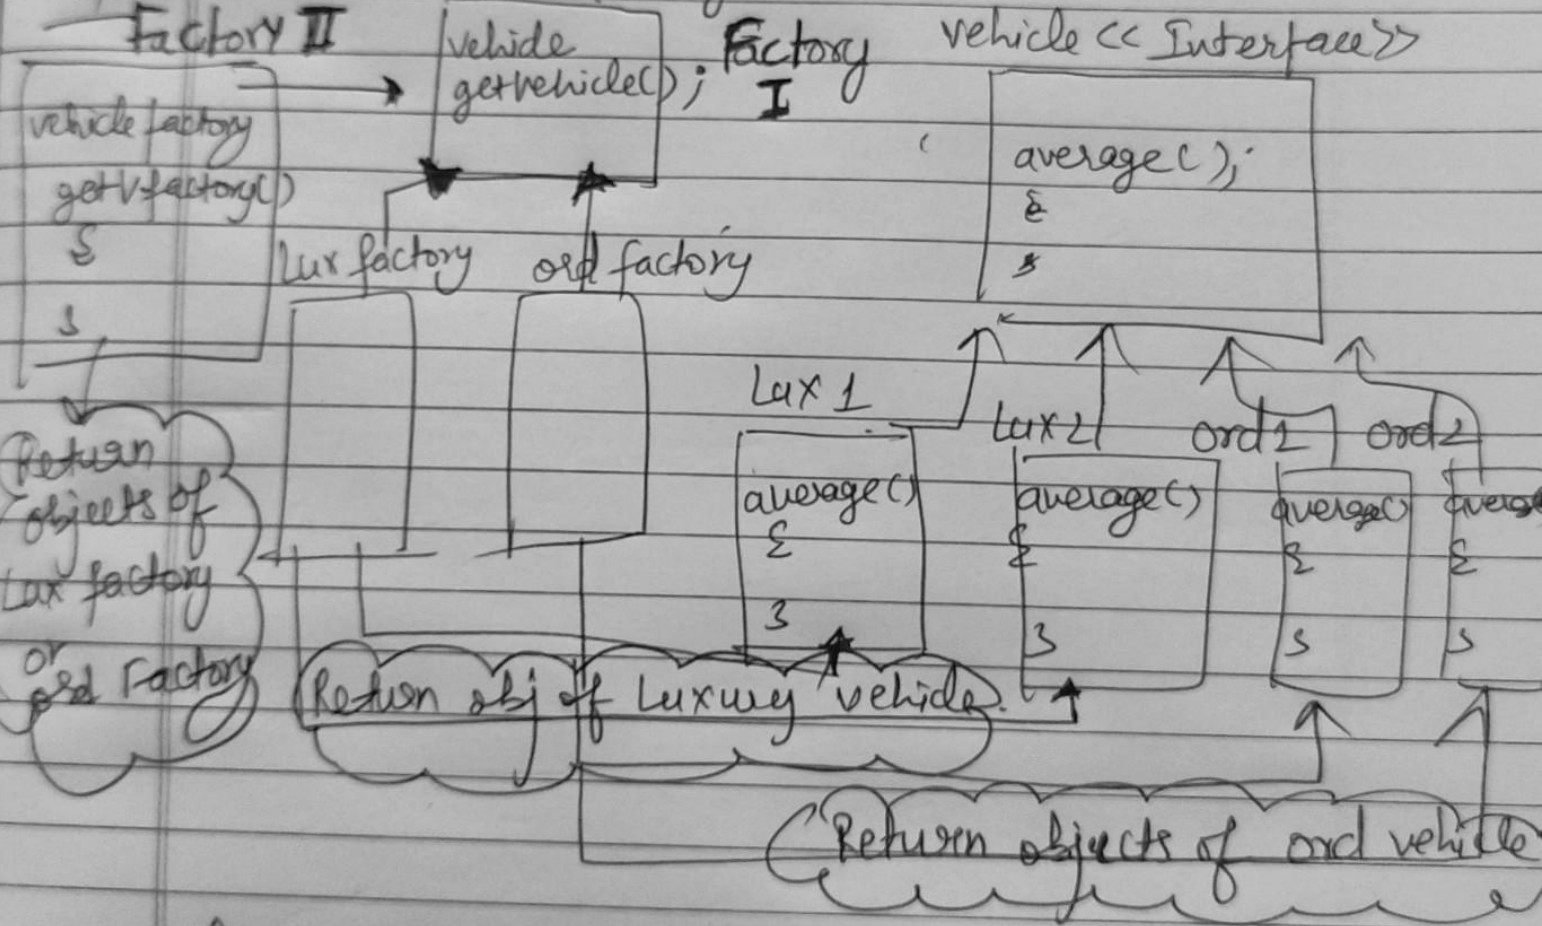 Factory II
vehicle
getvehicle();
Factory
I
vehicle << Interface >>
vehicle factory
getVfactory()
{
}
average();
{
}
Lux factory
ord factory
Lux 1
Lux 2
ord 1
ord 2
average()
{
}
average()
{
}
average()
{
}
average
{
}
Return
objects of
Lux factory
or
ord Factory
Return obj of Luxury vehicle.
Return objects of ord vehicle